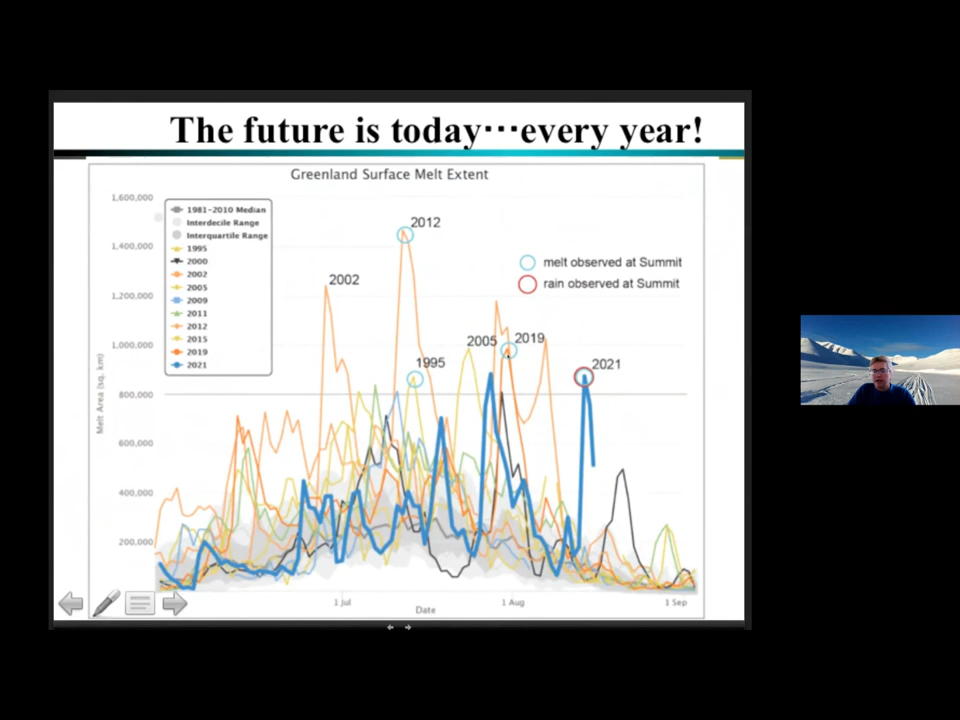 The future is today···every year!
Greenland Surface Melt Extent
1,600,000
1,400,000
1,200,000
1,000,000
800,000
600,000
400,000
200,000
Melt Area (sq. km)
1981-2010 Median
Interdecile Range
Interquartile Range
1995
2000
2002
2005
2009
2011
2012
2015
2019
2021
2012
melt observed at Summit
rain observed at Summit
2002
2005
2019
1995
2021
1 Jul
1 Aug
1 Sep
Date